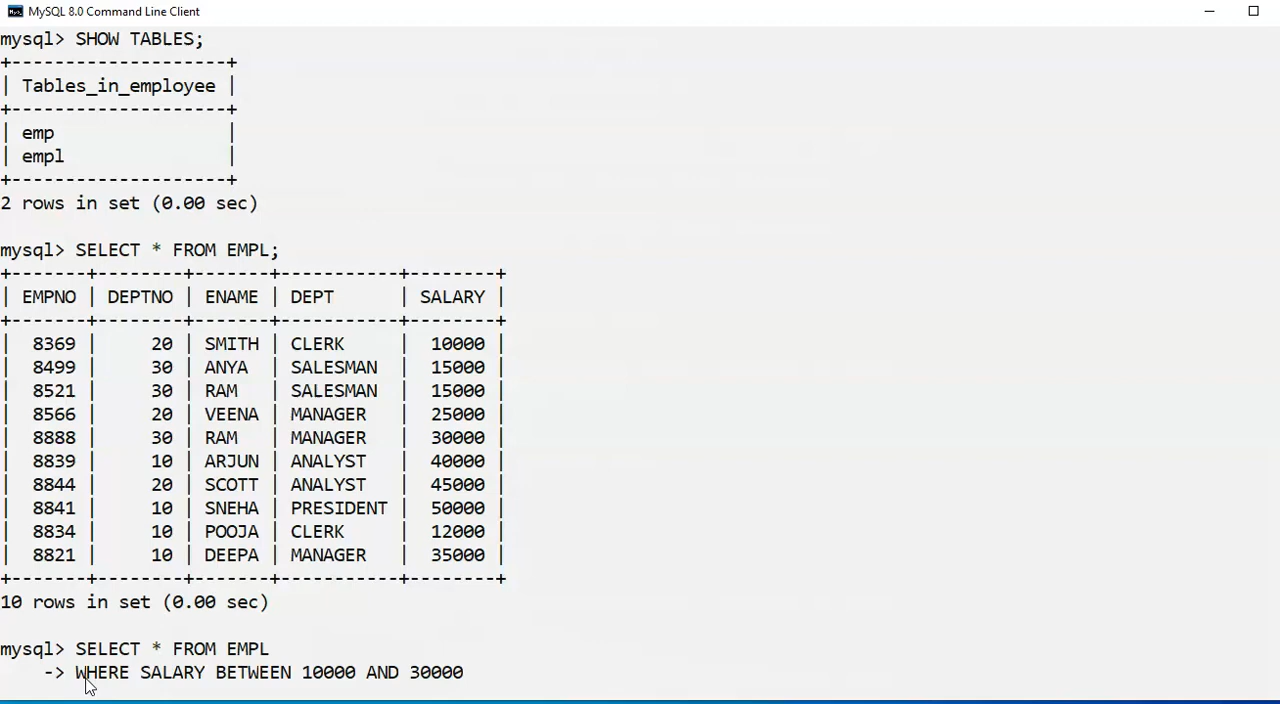 MySQL 8.0 Command Line Client
mysql> SHOW TABLES;
+--------------------+
| Tables_in_employee |
+--------------------+
| emp                |
| empl               |
+--------------------+
2 rows in set (0.00 sec)
mysql> SELECT * FROM EMPL;
+-------+--------+-------+-----------+--------+
| EMPNO | DEPTNO | ENAME | DEPT      | SALARY |
+-------+--------+-------+-----------+--------+
|  8369 |     20 | SMITH | CLERK     |  10000 |
|  8499 |     30 | ANYA  | SALESMAN  |  15000 |
|  8521 |     30 | RAM   | SALESMAN  |  15000 |
|  8566 |     20 | VEENA | MANAGER   |  25000 |
|  8888 |     30 | RAM   | MANAGER   |  30000 |
|  8839 |     10 | ARJUN | ANALYST   |  40000 |
|  8844 |     20 | SCOTT | ANALYST   |  45000 |
|  8841 |     10 | SNEHA | PRESIDENT |  50000 |
|  8834 |     10 | POOJA | CLERK     |  12000 |
|  8821 |     10 | DEEPA | MANAGER   |  35000 |
+-------+--------+-------+-----------+--------+
10 rows in set (0.00 sec)
mysql> SELECT * FROM EMPL
    -> WHERE SALARY BETWEEN 10000 AND 30000